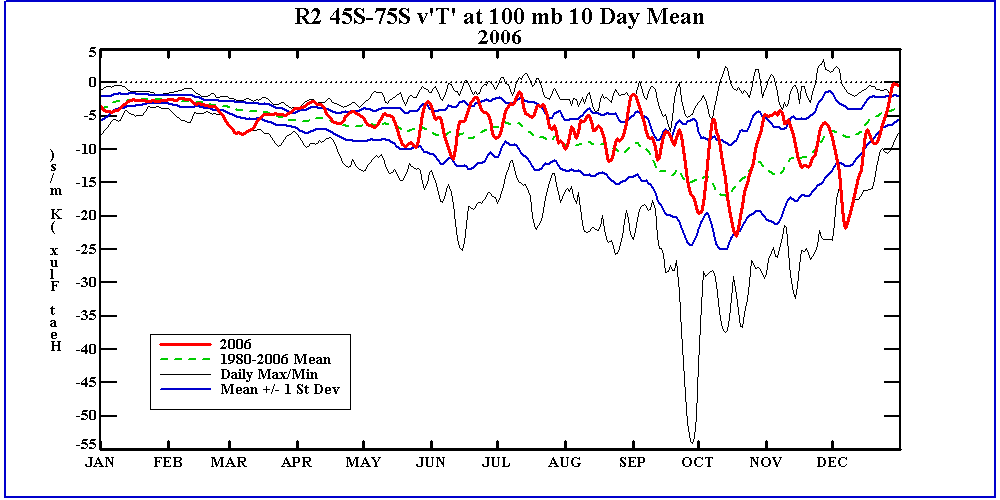 R2 45S-75S v'T' at 100 mb 10 Day Mean
2006
Heat Flux (K m/s)
5
0
-5
-10
-15
-20
-25
-30
-35
-40
-45
-50
-55
2006
1980-2006 Mean
Daily Max/Min
Mean +/- 1 St Dev
JAN FEB MAR APR MAY JUN JUL AUG SEP OCT NOV DEC